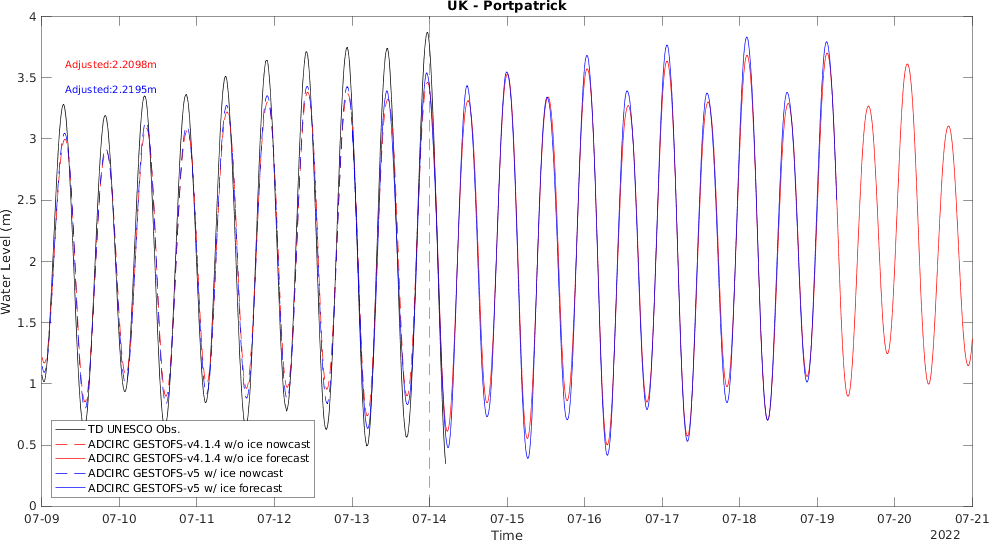 UK - Portpatrick
4
3.5
3
2.5
2
1.5
1
0.5
0
Water Level (m)
Adjusted:2.2098m
Adjusted:2.2195m
TD UNESCO Obs.
ADCIRC GESTOFS-v4.1.4 w/o ice nowcast
ADCIRC GESTOFS-v4.1.4 w/o ice forecast
ADCIRC GESTOFS-v5 w/ ice nowcast
ADCIRC GESTOFS-v5 w/ ice forecast
07-09 07-10 07-11 07-12 07-13 07-14 07-15 07-16 07-17 07-18 07-19 07-20 07-21
Time
2022